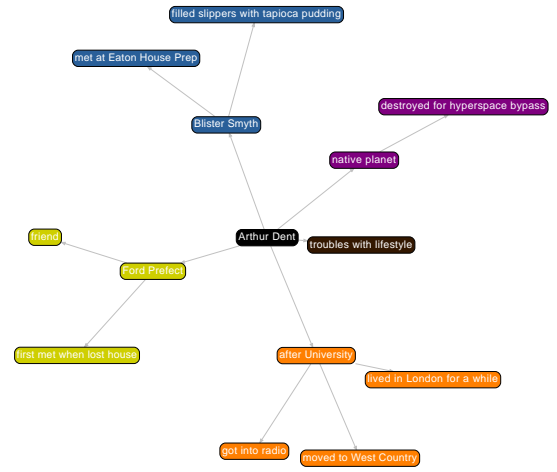 filled slippers with tapioca pudding
met at Eaton House Prep
destroyed for hyperspace bypass
Blister Smyth
native planet
friend
Arthur Dent
troubles with lifestyle
Ford Prefect
first met when lost house
after University
lived in London for a while
got into radio
moved to West Country